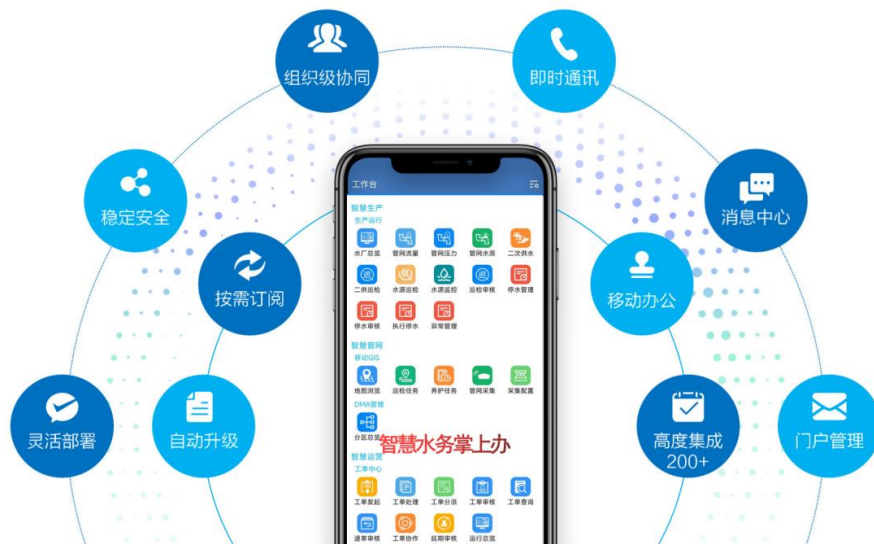 组织级协同
即时通讯
稳定安全
消息中心
按需订阅
移动办公
灵活部署
自动升级
高度集成
200+
门户管理
工作台
智慧生产
生产运行
水厂总览 管网流量 管网压力 管网水质 二次供水
二供巡检 水源巡检 水源监控 巡检审核 停水管理
停水审核 执行停水 异常管理
智慧管网
移动GIS
地图浏览 巡检任务 养护任务 管网采集 采集配置
DMA管理
分区总览
智慧水务掌上办
智慧运营
工单中心
工单发起 工单处理 工单分派 工单审核 工单查询
退单审核 工单协作 延期审核 运行总览